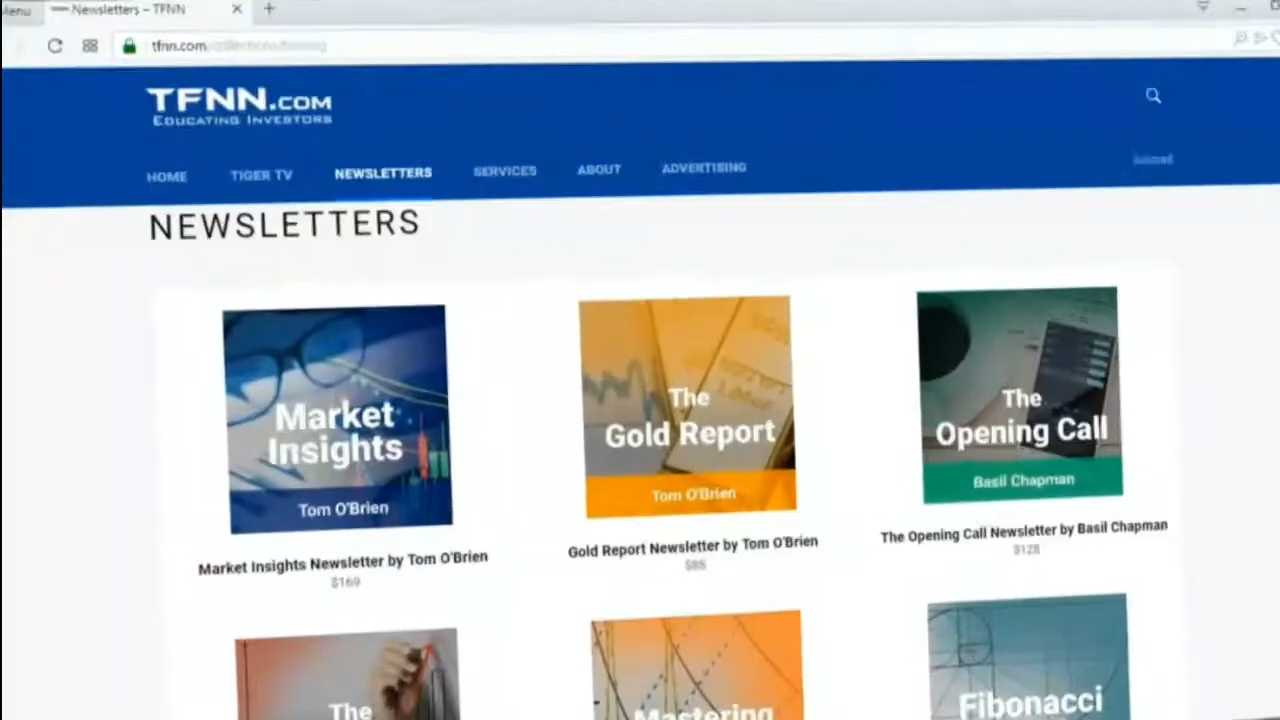 Menu
Newsletters – TFNN
tfnn.com
TFNN.COM
EDUCATING INVESTORS
HOME TIGER TV NEWSLETTERS SERVICES ABOUT ADVERTISING
NEWSLETTERS
Market
Insights
Tom O'Brien
Market Insights Newsletter by Tom O'Brien
$169
The
Gold Report
Tom O'Brien
Gold Report Newsletter by Tom O'Brien
The
Opening Call
Basil Chapman
The Opening Call Newsletter by Basil Chapman
$128
The
Mastering
Fibonacci